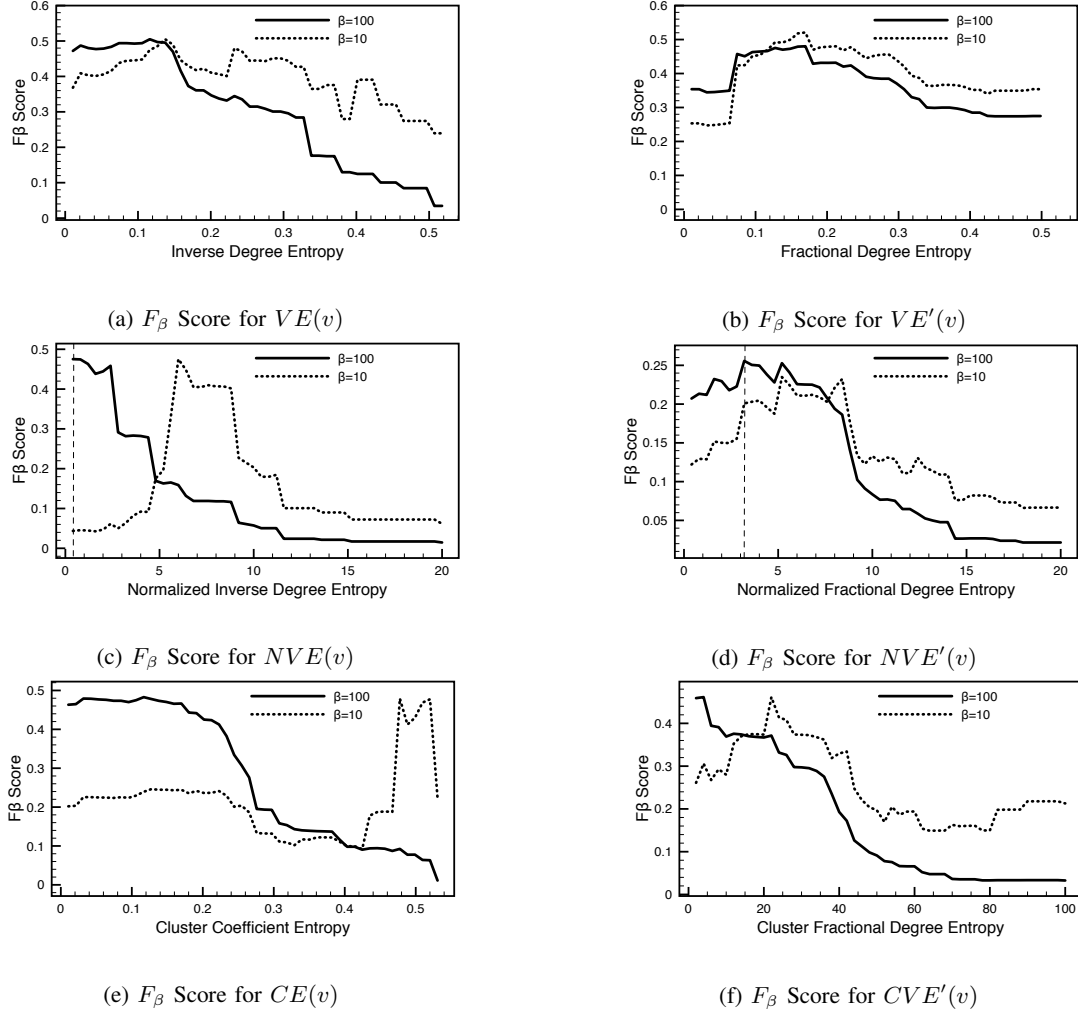 0.6
0.5
0.4
0.3
0.2
0.1
0
Fβ Score
β=100
β=10
0 0.1 0.2 0.3 0.4 0.5
Inverse Degree Entropy
(a) Fβ Score for VE(v)
0.6
0.5
0.4
0.3
0.2
0.1
0
Fβ Score
β=100
β=10
0 0.1 0.2 0.3 0.4 0.5
Fractional Degree Entropy
(b) Fβ Score for VE′(v)
0.5
0.4
0.3
0.2
0.1
0
Fβ Score
β=100
β=10
0 5 10 15 20
Normalized Inverse Degree Entropy
(c) Fβ Score for NVE(v)
0.25
0.2
0.15
0.1
0.05
Fβ Score
β=100
β=10
0 5 10 15 20
Normalized Fractional Degree Entropy
(d) Fβ Score for NVE′(v)
0.5
0.4
0.3
0.2
0.1
0
Fβ Score
β=100
β=10
0 0.1 0.2 0.3 0.4 0.5
Cluster Coefficient Entropy
(e) Fβ Score for CE(v)
0.4
0.3
0.2
0.1
0
Fβ Score
β=100
β=10
0 20 40 60 80 100
Cluster Fractional Degree Entropy
(f) Fβ Score for CVE′(v)